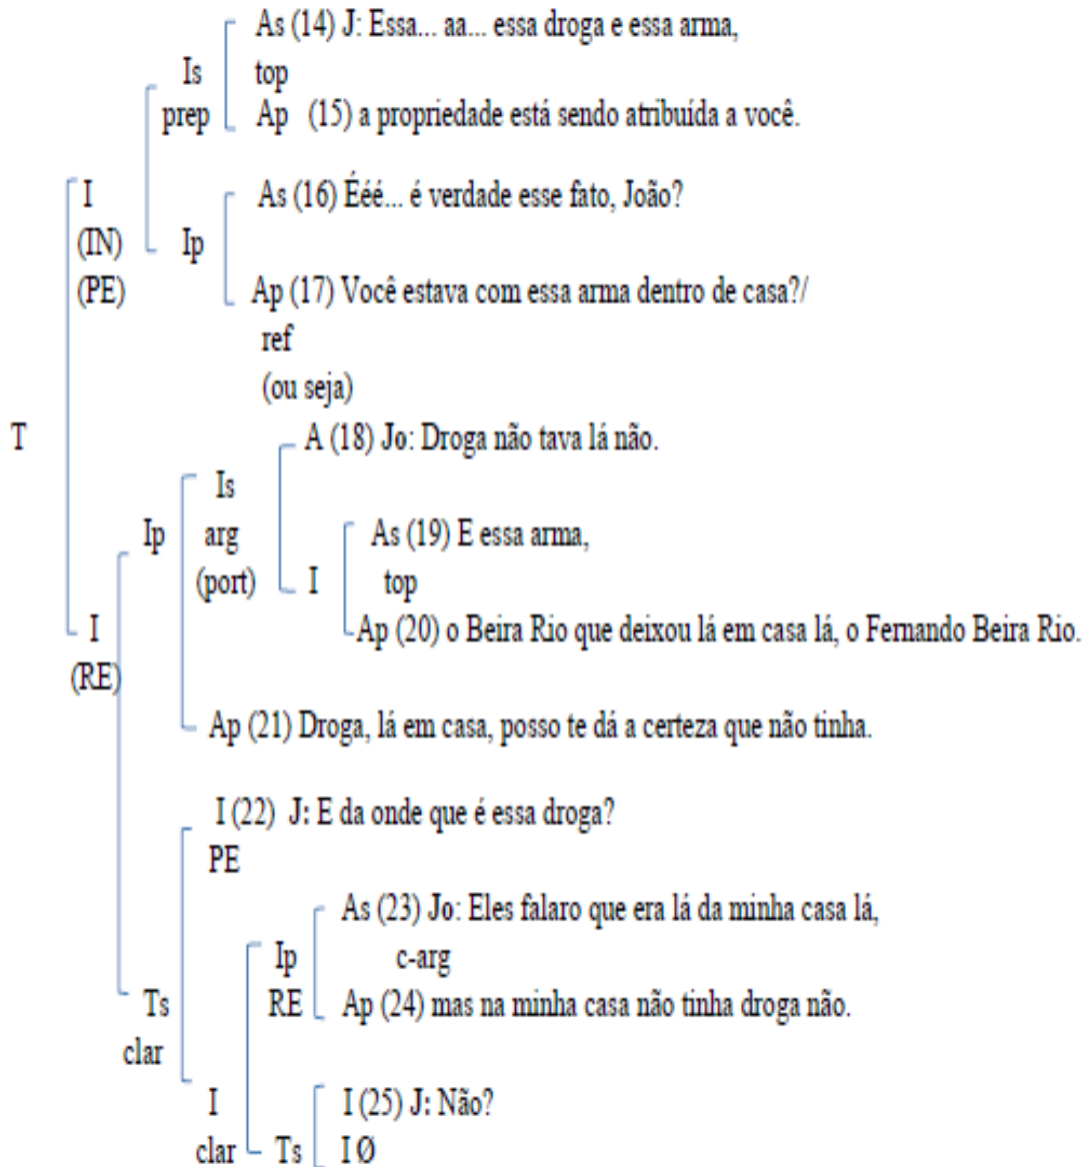 As (14) J: Essa... aa... essa droga e essa arma,
Is top
prep Ap (15) a propriedade está sendo atribuída a você.
I As (16) Ééé... é verdade esse fato, João?
(IN) Ip
(PE) Ap (17) Você estava com essa arma dentro de casa?/
ref
(ou seja)
T A (18) Jo: Droga não tava lá não.
Is
Ip arg As (19) E essa arma,
(port) I top
I Ap (20) o Beira Rio que deixou lá em casa lá, o Fernando Beira Rio.
(RE)
Ap (21) Droga, lá em casa, posso te dá a certeza que não tinha.
I (22) J: E da onde que é essa droga?
PE
As (23) Jo: Eles falaro que era lá da minha casa lá,
Ip c-arg
Ts RE Ap (24) mas na minha casa não tinha droga não.
clar
I I (25) J: Não?
clar Ts I Ø